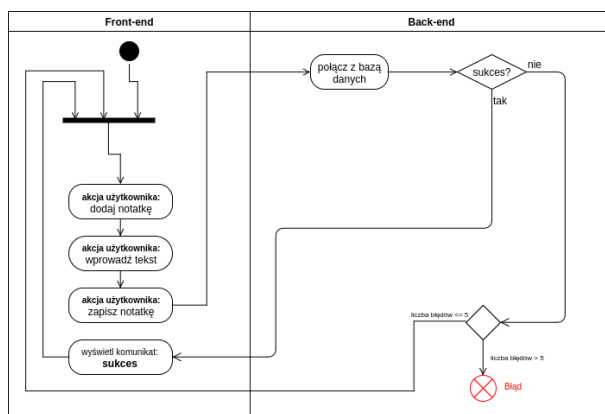 Front-end
Back-end
połącz z bazą
danych
sukces?
nie
tak
akcja użytkownika:
dodaj notatkę
akcja użytkownika:
wprowadź tekst
akcja użytkownika:
zapisz notatkę
wyświetl komunikat:
sukces
liczba błędów <= 5
liczba błędów > 5
Błąd